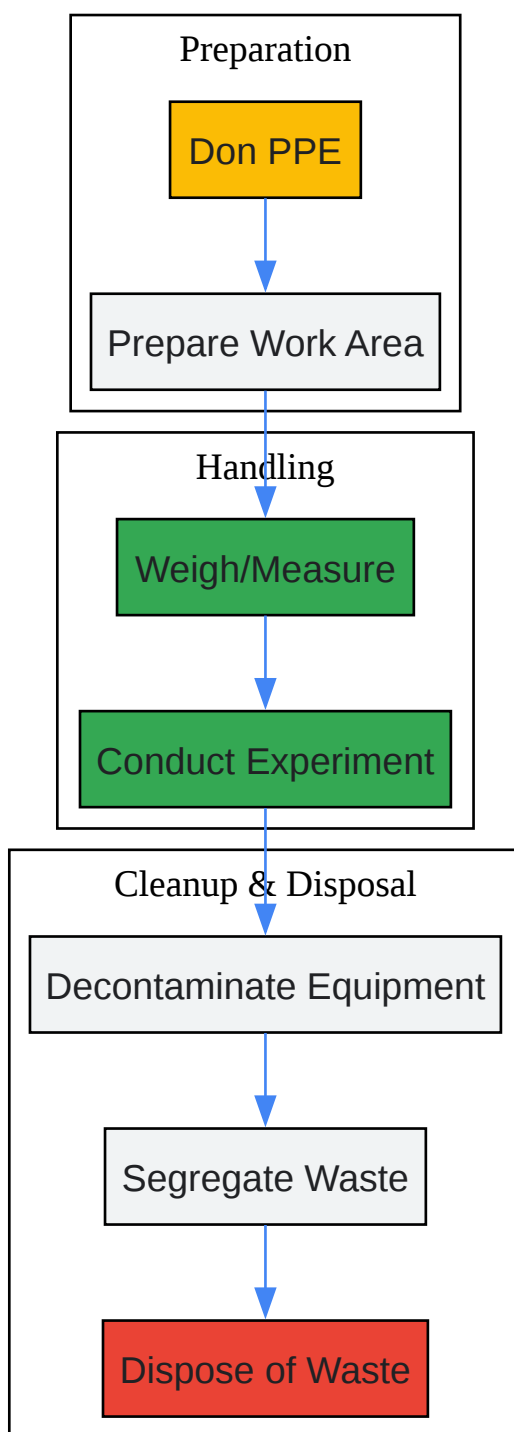 Preparation
Don PPE
Prepare Work Area
Handling
Weigh/Measure
Conduct Experiment
Cleanup & Disposal
Decontaminate Equipment
Segregate Waste
Dispose of Waste